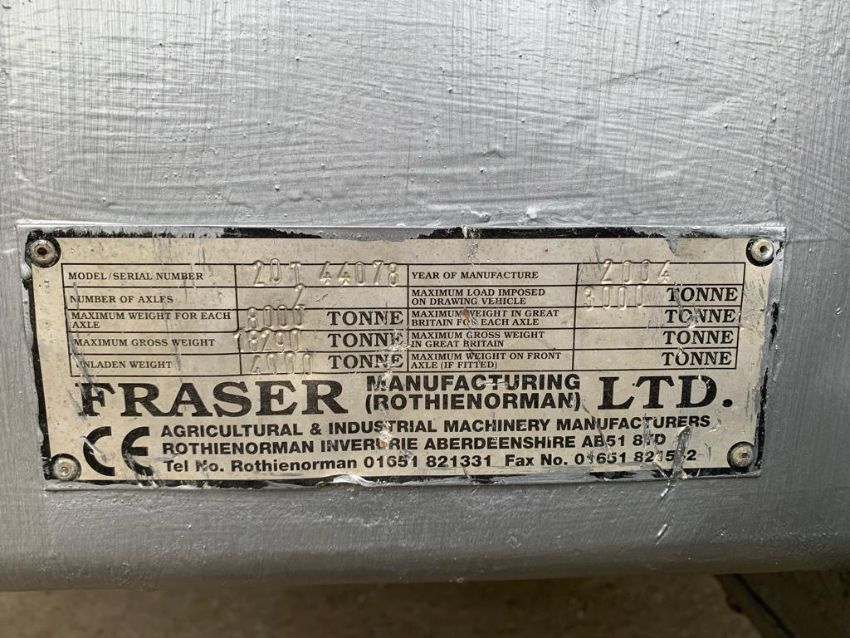 MODEL/SERIAL NUMBER 20T 44078 YEAR OF MANUFACTURE 2004
NUMBER OF AXLES 2 MAXIMUM LOAD IMPOSED ON DRAWING VEHICLE 3000 TONNE
MAXIMUM WEIGHT FOR EACH AXLE 8000 TONNE MAXIMUM WEIGHT IN GREAT BRITAIN FOR EACH AXLE TONNE
MAXIMUM GROSS WEIGHT 18290 TONNE MAXIMUM GROSS WEIGHT IN GREAT BRITAIN TONNE
UNLADEN WEIGHT 4000 TONNE MAXIMUM WEIGHT ON FRONT AXLE (IF FITTED) TONNE
FRASER MANUFACTURING (ROTHIENORMAN) LTD.
CE AGRICULTURAL & INDUSTRIAL MACHINERY MANUFACTURERS
ROTHIENORMAN INVERURIE ABERDEENSHIRE AB51
Tel No. Rothienorman 01651 821331 Fax No. 01651